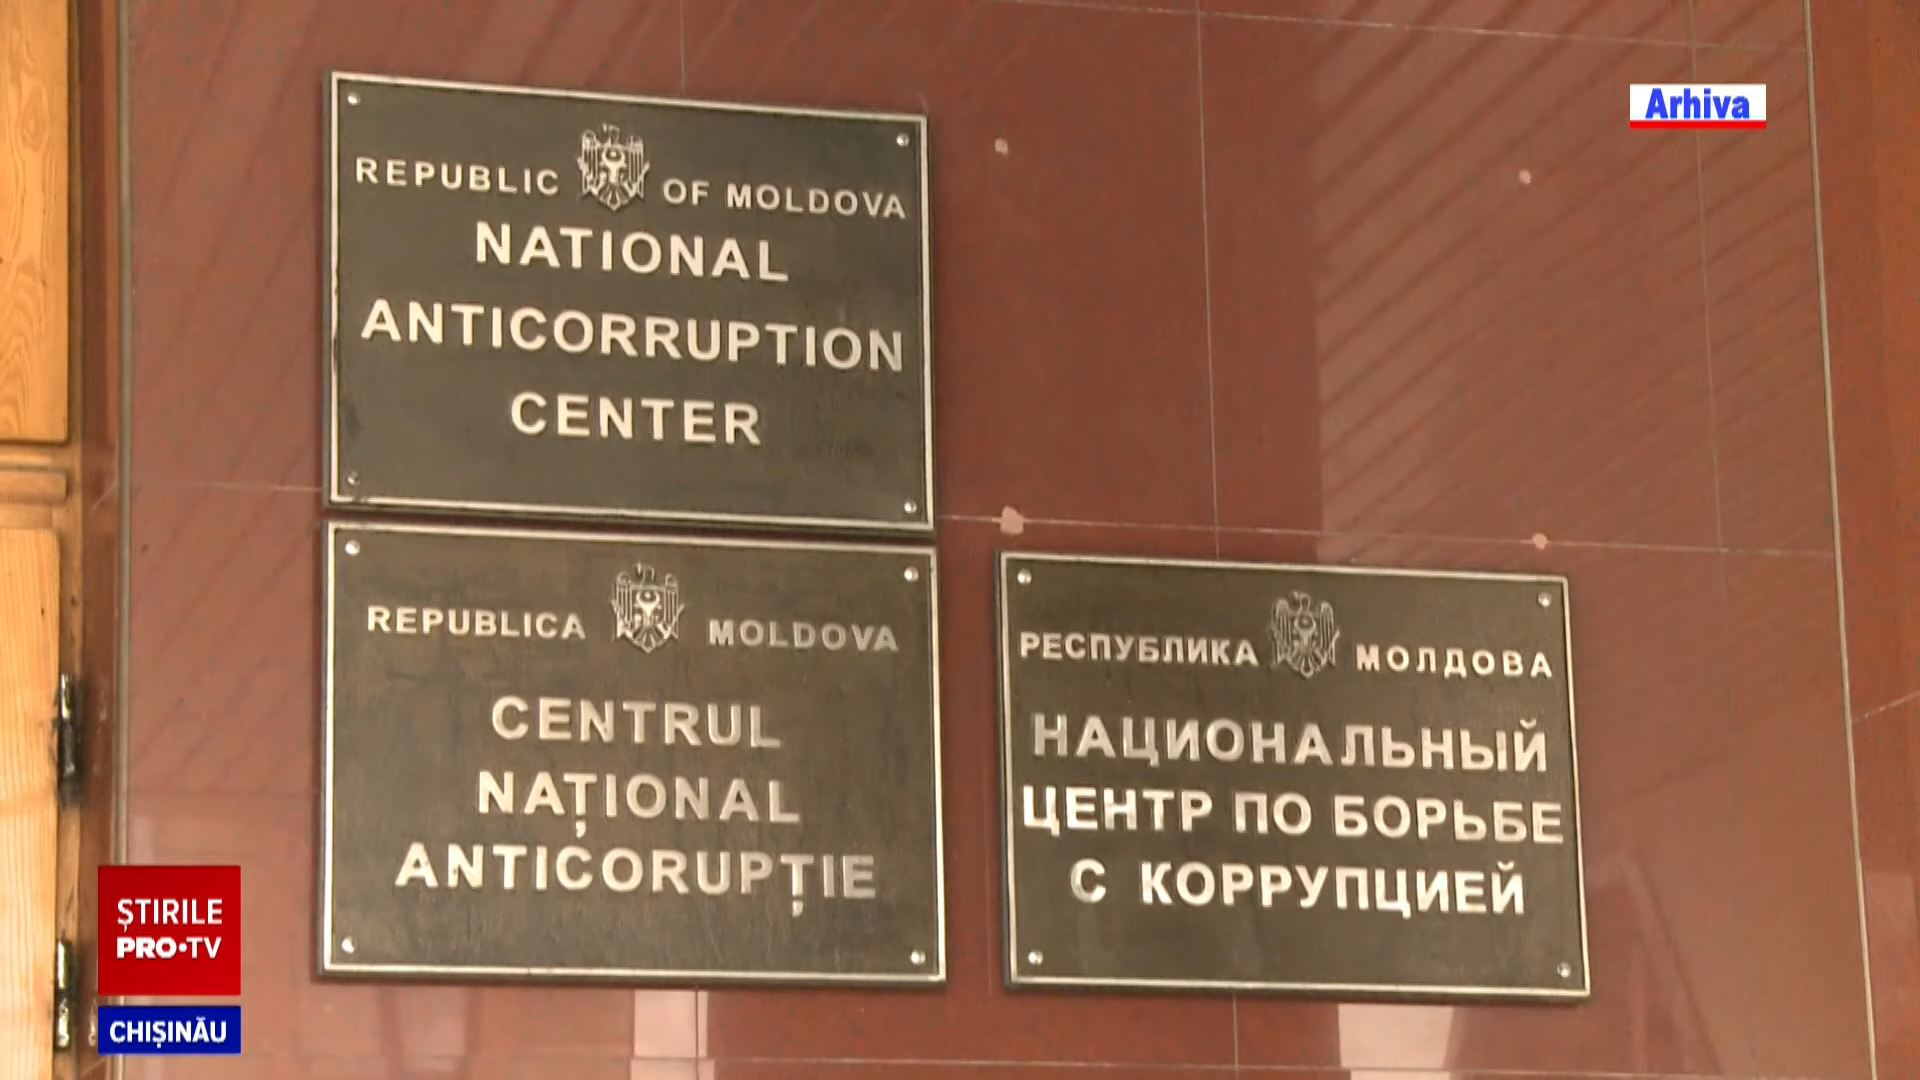 Arhiva
REPUBLIC OF MOLDOVA
NATIONAL
ANTICORRUPTION
CENTER
REPUBLICA MOLDOVA
CENTRUL
NAȚIONAL
ANTICORUPȚIE
РЕСПУБЛИКА МОЛДОВА
НАЦИОНАЛЬНЫЙ
ЦЕНТР ПО БОРЬБЕ
С КОРРУПЦИЕЙ
ȘTIRILE
PRO•TV
CHIȘINĂU